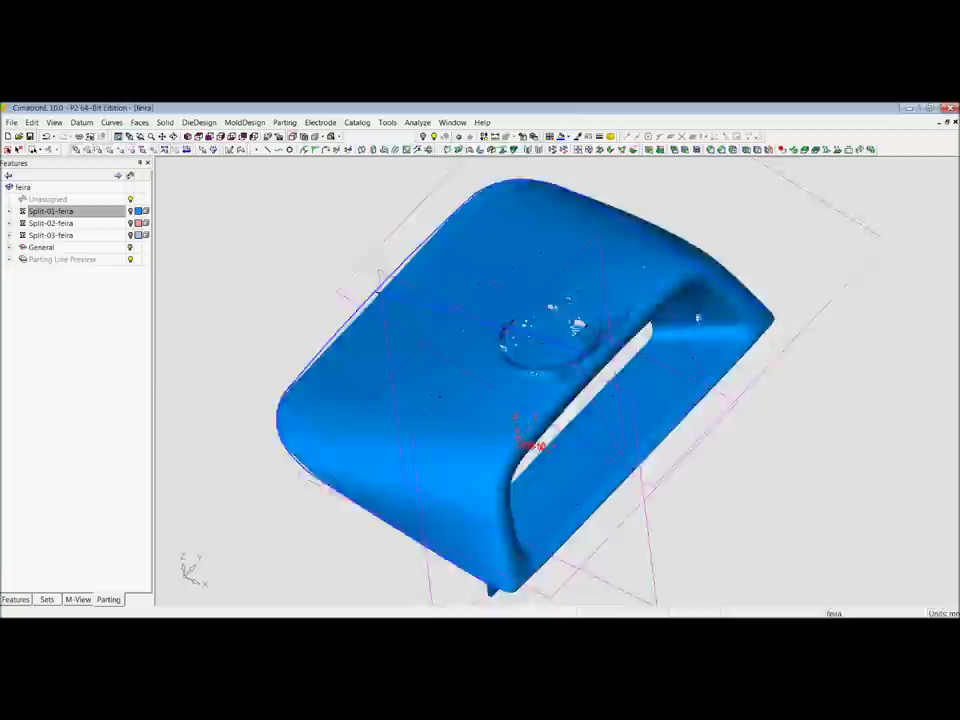 CimatronE 10.0 - P2 64-Bit Edition - [feira]
File Edit View Datum Curves Faces Solid DieDesign MoldDesign Parting Electrode Catalog Tools Analyze Window Help
Features
feira
Unassigned
Split-01-feira
Split-02-feira
Split-03-feira
General
Parting Line Preview
Z
Y
X
Features Sets M-View Parting
feira
Units: mm